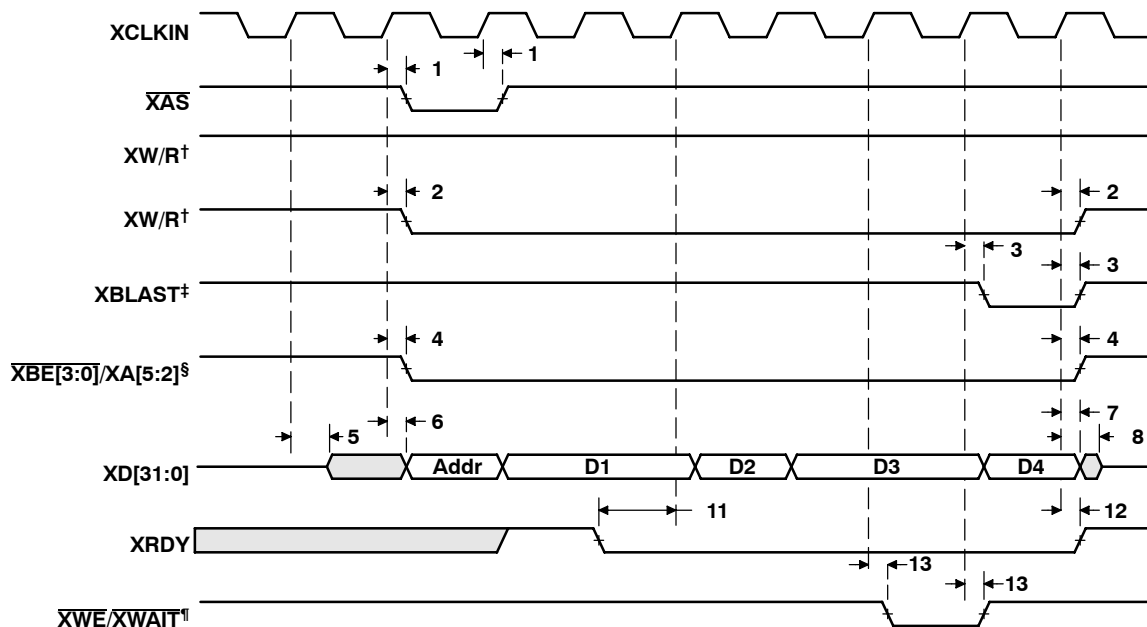 XCLKIN
1
1
XAS
XW/R†
2
2
XW/R†
3
3
XBLAST‡
4
4
XBE[3:0]/XA[5:2]§
6
7
5
8
XD[31:0]
Addr
D1
D2
D3
D4
11
12
XRDY
13
13
XWE/XWAIT¶